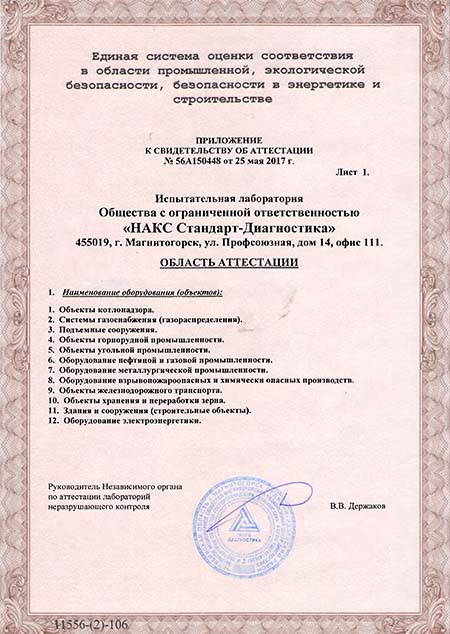 Единая система оценки соответствия
в области промышленной, экологической
безопасности, безопасности в энергетике и
строительстве
ПРИЛОЖЕНИЕ
К СВИДЕТЕЛЬСТВУ ОБ АТТЕСТАЦИИ
№ 56А150448 от 25 мая 2017 г.
Лист 1.
Испытательная лаборатория
Общества с ограниченной ответственностью
«НАКС Стандарт-Диагностика»
455019, г. Магнитогорск, ул. Профсоюзная, дом 14, офис 111.
ОБЛАСТЬ АТТЕСТАЦИИ
1. Наименование оборудования (объектов):
1. Объекты котлонадзора.
2. Системы газоснабжения (газораспределения).
3. Подъемные сооружения.
4. Объекты горнорудной промышленности.
5. Объекты угольной промышленности.
6. Оборудование нефтяной и газовой промышленности.
7. Оборудование металлургической промышленности.
8. Оборудование взрывопожароопасных и химически опасных производств.
9. Объекты железнодорожного транспорта.
10. Объекты хранения и переработки зерна.
11. Здания и сооружения (строительные объекты).
12. Оборудование электроэнергетики.
Руководитель Независимого органа
по аттестации лабораторий
неразрушающего контроля
В.В. Держаков
ДИАГНОСТИКА
11556-(2)-106